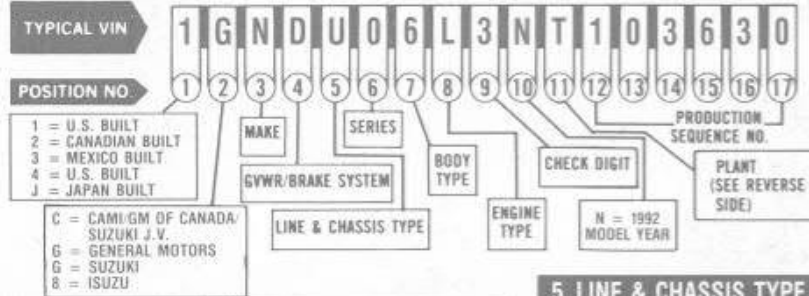 TYPICAL VIN
1 G N D U 0 6 L 3 N T 1 0 3 6 3 0
POSITION NO.
1 2 3 4 5 6 7 8 9 10 11 12 13 14 15 16 17
1 = U.S. BUILT
2 = CANADIAN BUILT
3 = MEXICO BUILT
4 = U.S. BUILT
J = JAPAN BUILT
C = CAMI/GM OF CANADA/
SUZUKI J.V.
G = GENERAL MOTORS
G = SUZUKI
8 = ISUZU
MAKE
GVWR/BRAKE SYSTEM
LINE & CHASSIS TYPE
SERIES
BODY
TYPE
ENGINE
TYPE
CHECK DIGIT
N = 1992
MODEL YEAR
PLANT
(SEE REVERSE
SIDE)
PRODUCTION
SEQUENCE NO.
5 LINE & CHASSIS TYPE